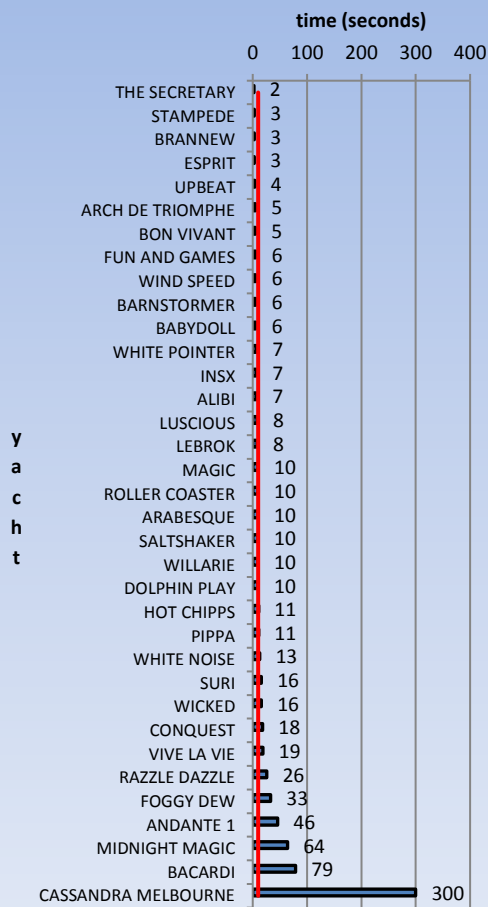 time (seconds)
0 100 200 300 400
THE SECRETARY 2
STAMPEDE 3
BRANNEW 3
ESPRIT 3
UPBEAT 4
ARCH DE TRIOMPHE 5
BON VIVANT 5
FUN AND GAMES 6
WIND SPEED 6
BARNSTORMER 6
BABYDOLL 6
WHITE POINTER 7
INSX 7
ALIBI 7
LUSCIOUS 8
LEBROK 8
MAGIC 10
ROLLER COASTER 10
ARABESQUE 10
SALTSHAKER 10
WILLARIE 10
DOLPHIN PLAY 10
HOT CHIPPS 11
PIPPA 11
WHITE NOISE 13
SURI 16
WICKED 16
CONQUEST 18
VIVE LA VIE 19
RAZZLE DAZZLE 26
FOGGY DEW 33
ANDANTE 1 46
MIDNIGHT MAGIC 64
BACARDI 79
CASSANDRA MELBOURNE 300
y
a
c
h
t